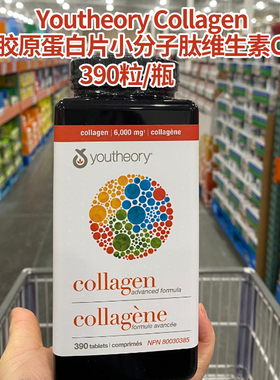 Youtheory Collagen
胶原蛋白片小分子肽维生素C
390粒/瓶
collagen | 6,000 mg† | collagène
youtheory
collagen
advanced formula
collagène
formule avancée
390 tablets | comprimés
NPN 80030385